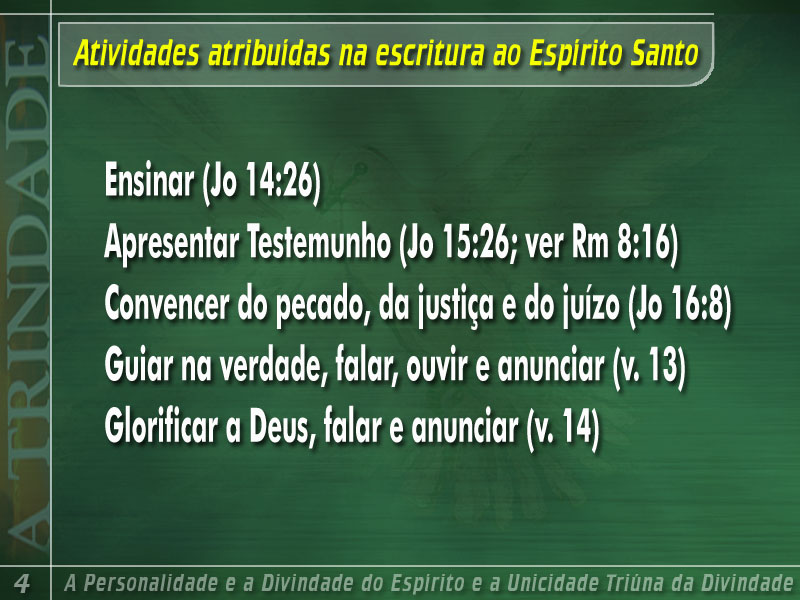 Atividades atribuídas na escritura ao Espírito Santo
A TRINDADE
Ensinar (Jo 14:26)
Apresentar Testemunho (Jo 15:26; ver Rm 8:16)
Convencer do pecado, da justiça e do juízo (Jo 16:8)
Guiar na verdade, falar, ouvir e anunciar (v. 13)
Glorificar a Deus, falar e anunciar (v. 14)
4 A Personalidade e a Divindade do Espírito e a Unicidade Triúna da Divindade